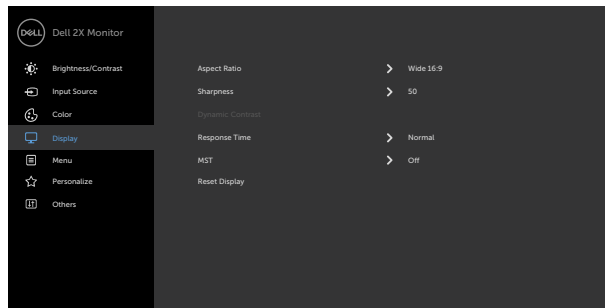 DELL Dell 2X Monitor
Brightness/Contrast
Input Source
Color
Display
Menu
Personalize
Others
Aspect Ratio Wide 16:9
Sharpness 50
Dynamic Contrast
Response Time Normal
MST Off
Reset Display